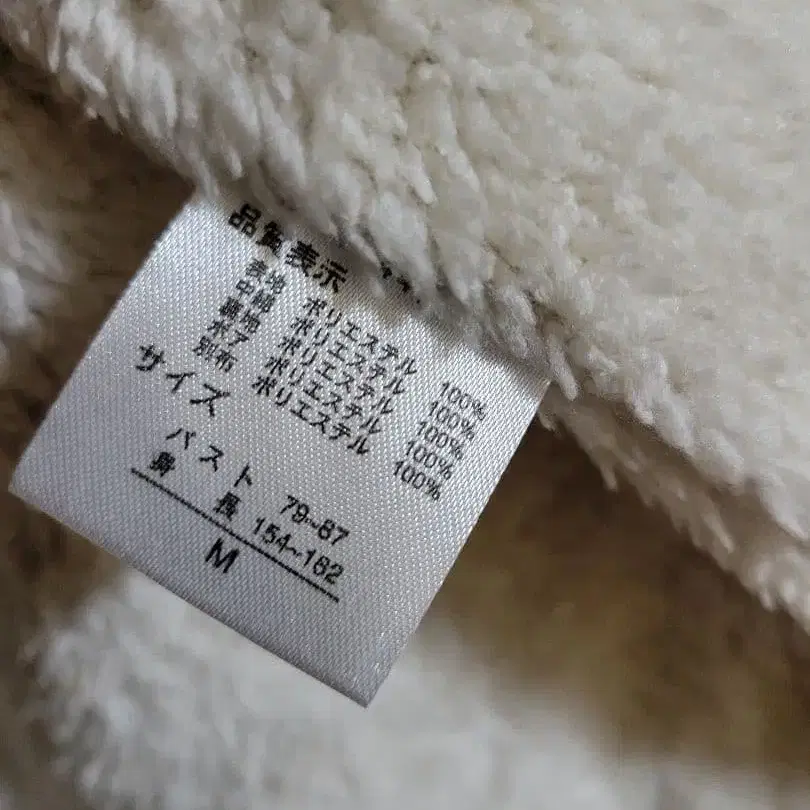 品質表示
表地 ポリエステル 100%
中綿 ポリエステル 100%
裏地 ポリエステル 100%
ボア ポリエステル 100%
別布 ポリエステル 100%
サイズ
バスト 79~87
身長 154~162
M